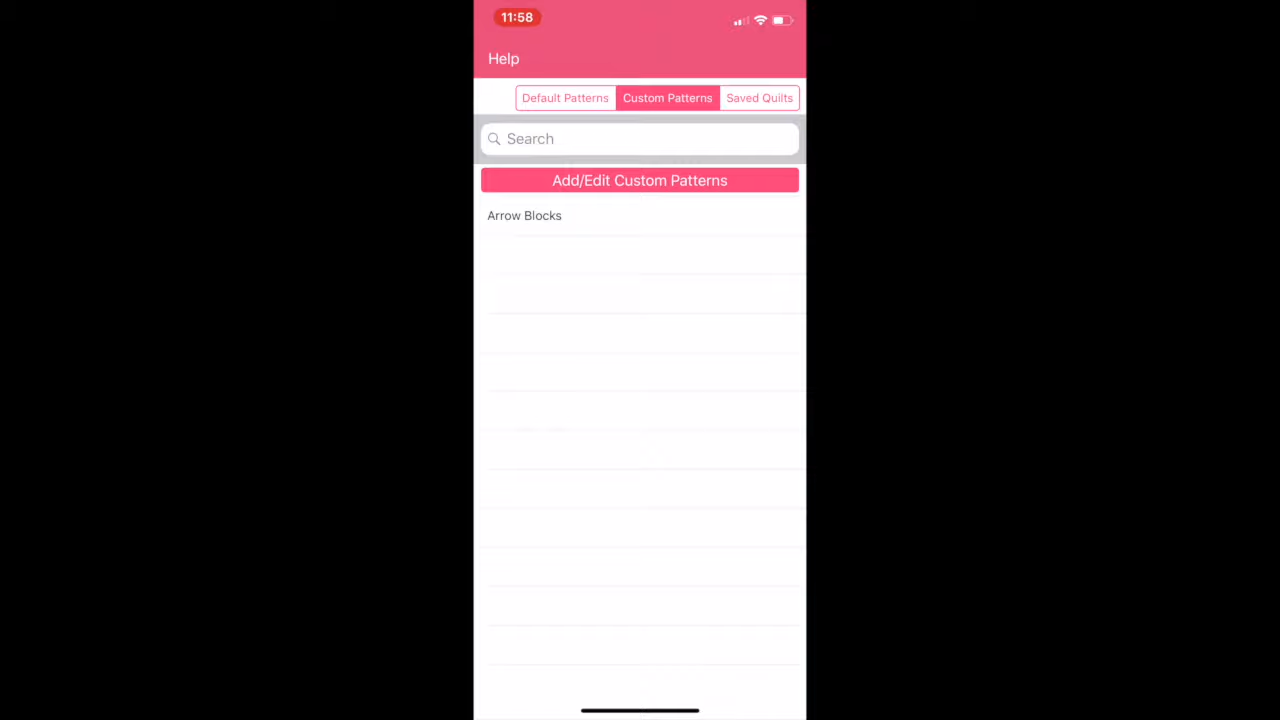 11:58
Help
Default Patterns Custom Patterns Saved Quilts
Search
Add/Edit Custom Patterns
Arrow Blocks